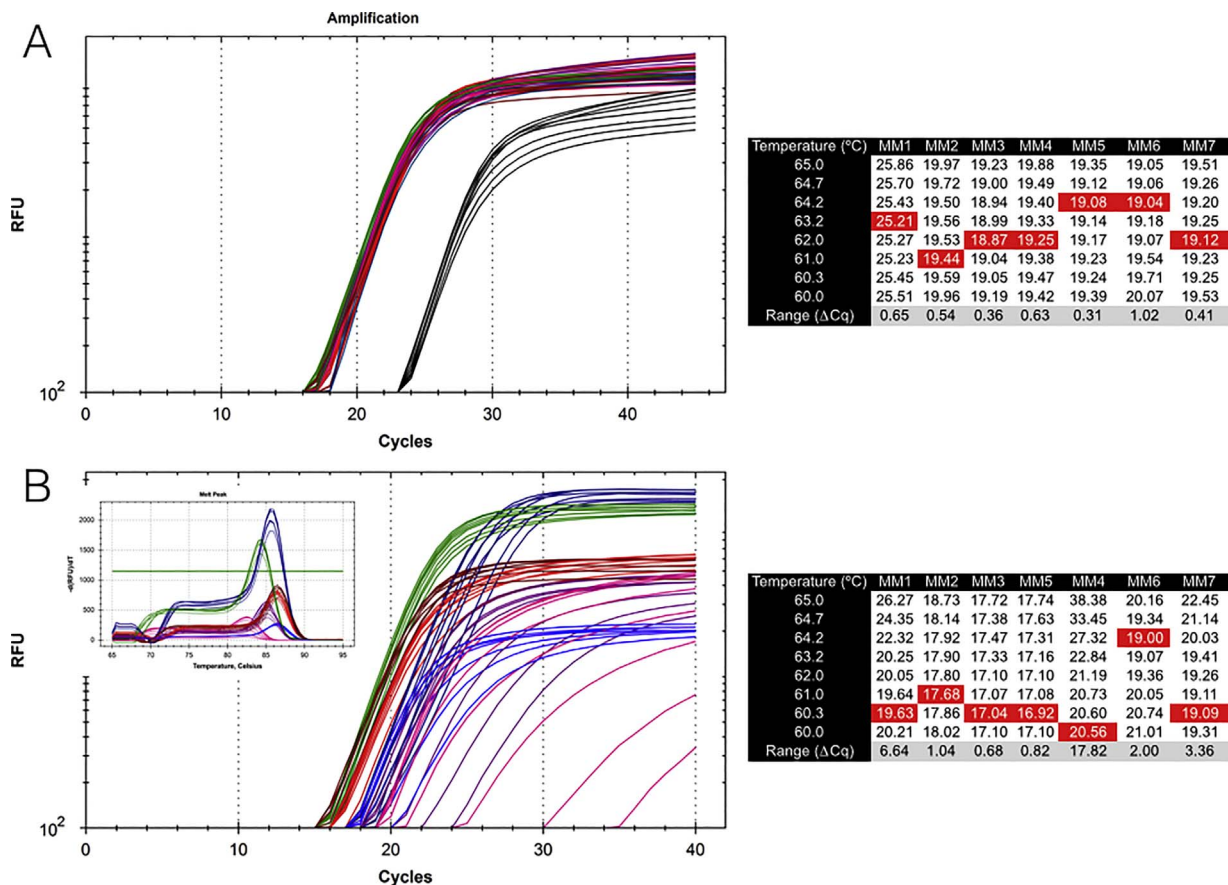 A
Amplification
RFU
10²
0 10 20 30 40
Cycles
Temperature (ºC) MM1 MM2 MM3 MM4 MM5 MM6 MM7
65.0 25.86 19.97 19.23 19.88 19.35 19.05 19.51
64.7 25.70 19.72 19.00 19.49 19.12 19.06 19.26
64.2 25.43 19.50 18.94 19.40 19.08 19.04 19.20
63.2 25.21 19.56 18.99 19.33 19.14 19.18 19.25
62.0 25.27 19.53 18.87 19.25 19.17 19.07 19.12
61.0 25.23 19.44 19.04 19.38 19.23 19.54 19.23
60.3 25.45 19.59 19.05 19.47 19.24 19.71 19.25
60.0 25.51 19.96 19.19 19.42 19.39 20.07 19.53
Range (ΔCq) 0.65 0.54 0.36 0.63 0.31 1.02 0.41
B
Melt Peak
2000
1500
1000
500
0
-d(RFU)/dT
65 70 75 80 85 90 95
Temperature, Celsius
RFU
10²
0 10 20 30 40
Cycles
Temperature (ºC) MM1 MM2 MM3 MM5 MM4 MM6 MM7
65.0 26.27 18.73 17.72 17.74 38.38 20.16 22.45
64.7 24.35 18.14 17.38 17.63 33.45 19.34 21.14
64.2 22.32 17.92 17.47 17.31 27.32 19.00 20.03
63.2 20.25 17.90 17.33 17.16 22.84 19.07 19.41
62.0 20.05 17.80 17.10 17.10 21.19 19.36 19.26
61.0 19.64 17.68 17.07 17.08 20.73 20.05 19.11
60.3 19.63 17.86 17.04 16.92 20.60 20.74 19.09
60.0 20.21 18.02 17.10 17.10 20.56 21.01 19.31
Range (ΔCq) 6.64 1.04 0.68 0.82 17.82 2.00 3.36